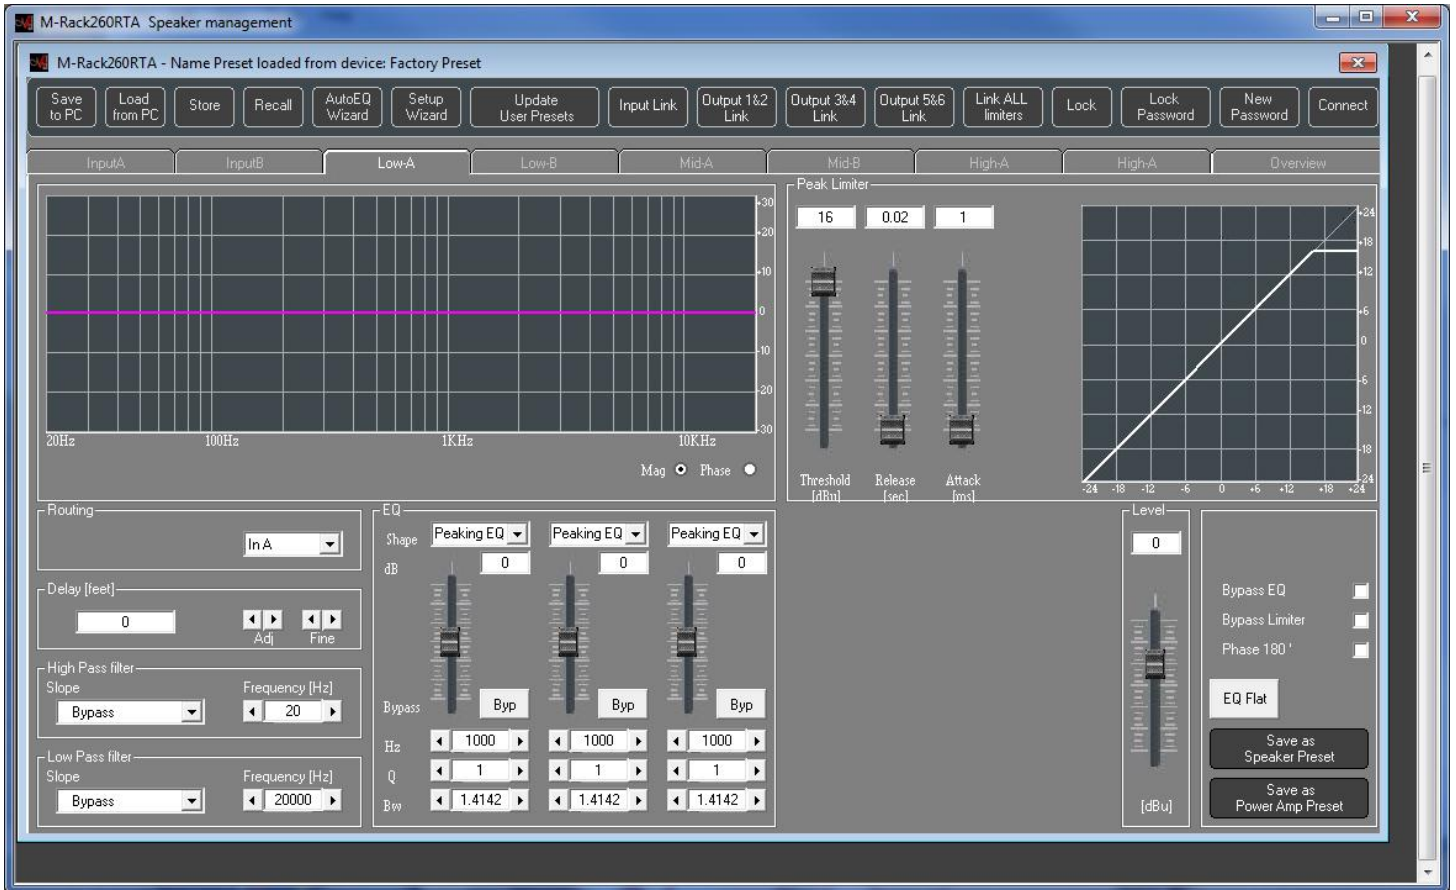 M-Rack260RTA Speaker management
M-Rack260RTA - Name Preset loaded from device: Factory Preset
Save
to PC
Load
from PC
Store
Recall
AutoEQ
Wizard
Setup
Wizard
Update
User Presets
Input Link
Output 1&2
Link
Output 3&4
Link
Output 5&6
Link
Link ALL
limiters
Lock
Lock
Password
New
Password
Connect
InputA
InputB
Low-A
Low-B
Mid-A
Mid-B
High-A
High-A
Overview
+30
+20
+10
0
-10
-20
-30
20Hz
100Hz
1KHz
10KHz
Mag
Phase
Peak Limiter
16
0.02
1
Threshold
[dBu]
Release
[sec]
Attack
[ms]
+24
+18
+12
+6
0
-6
-12
-18
-24
-24
-18
-12
-6
0
+6
+12
+18
+24
Routing
In A
Delay [feet]
0
Adj
Fine
High Pass filter
Slope
Frequency [Hz]
Bypass
20
Low Pass filter
Slope
Frequency [Hz]
Bypass
20000
EQ
Shape
Peaking EQ
Peaking EQ
Peaking EQ
dB
0
0
0
Bypass
Byp
Byp
Byp
Hz
1000
1000
1000
Q
1
1
1
Bw
1.4142
1.4142
1.4142
Level
0
[dBu]
Bypass EQ
Bypass Limiter
Phase 180 '
EQ Flat
Save as
Speaker Preset
Save as
Power Amp Preset